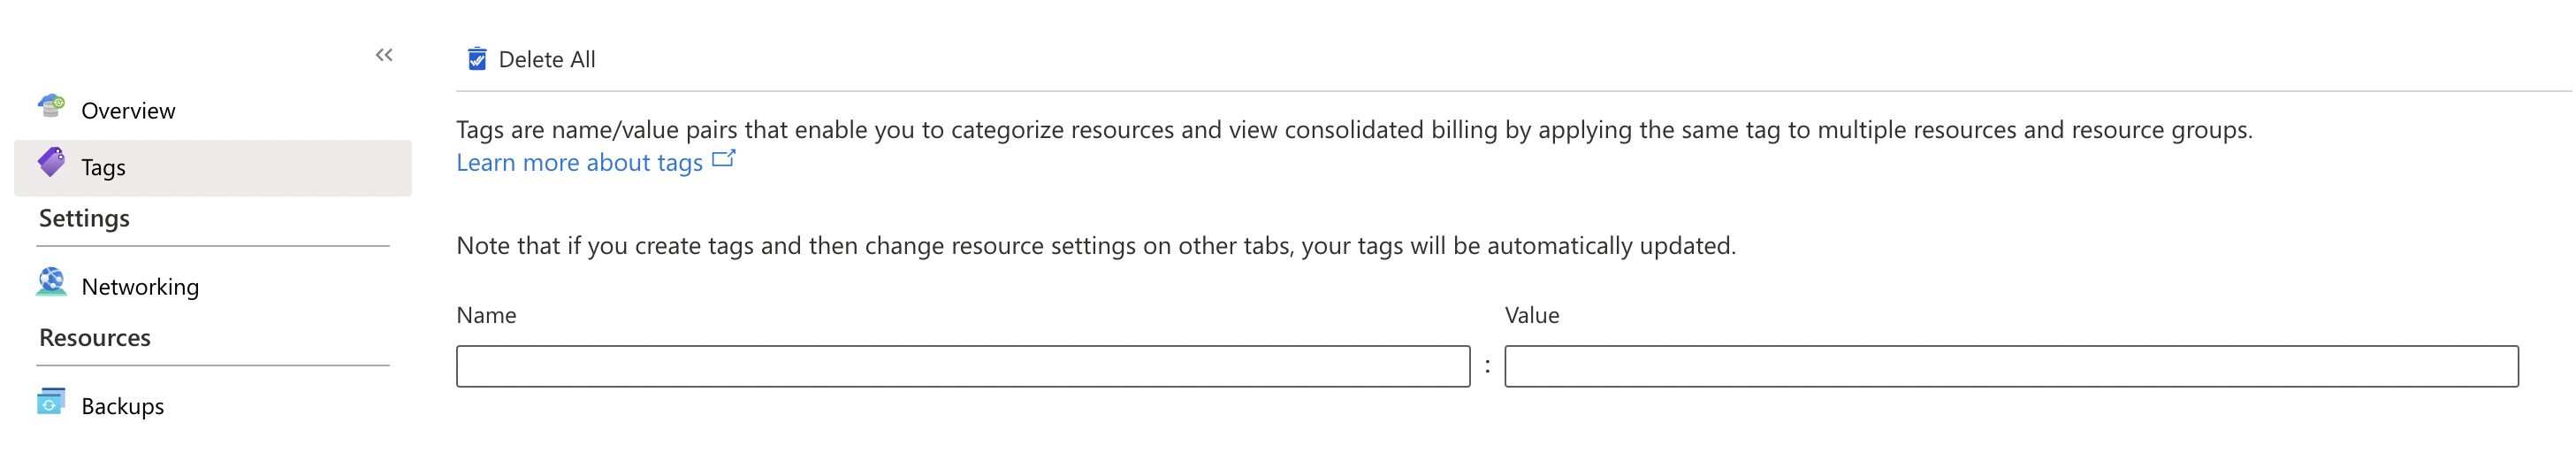 Overview
Tags
Settings
Networking
Resources
Backups
Delete All
Tags are name/value pairs that enable you to categorize resources and view consolidated billing by applying the same tag to multiple resources and resource groups.
Learn more about tags
Note that if you create tags and then change resource settings on other tabs, your tags will be automatically updated.
Name
Value
: